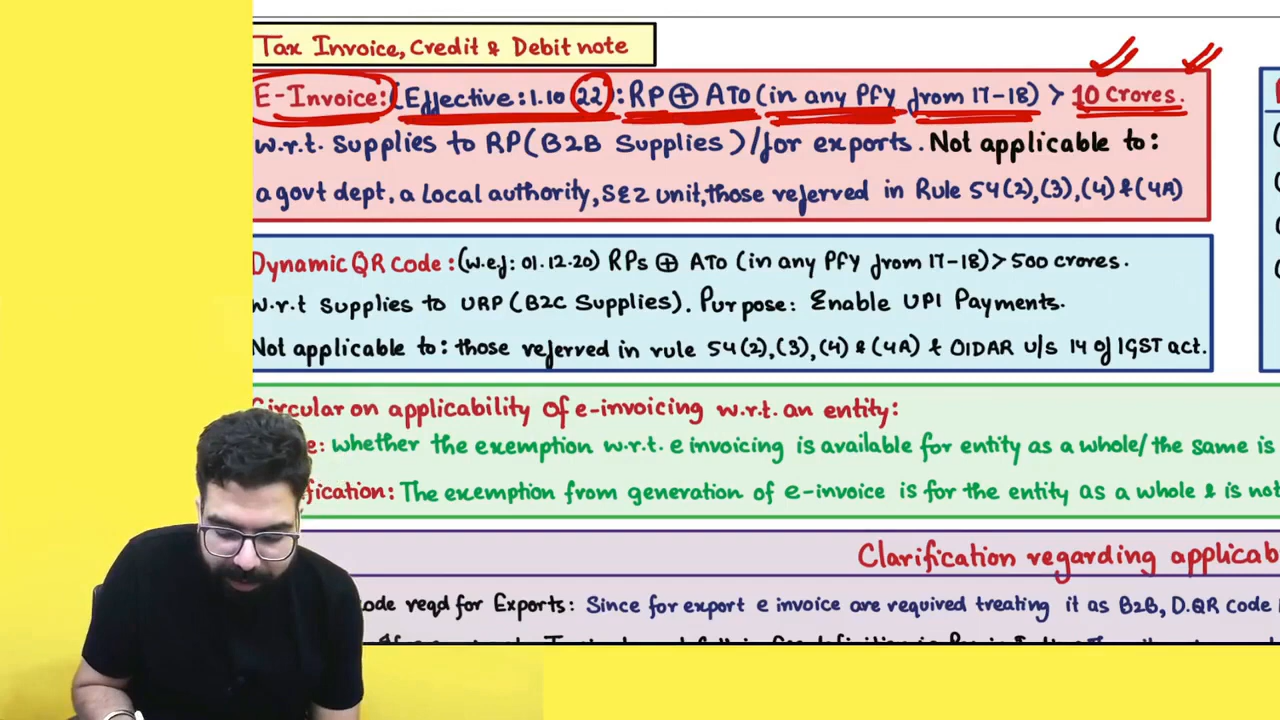 Tax Invoice, Credit & Debit note
E-Invoice: (Effective: 1.10 22): RP ⊕ ATO (in any PFY from 17-18) > 10 Crores.
w.r.t. supplies to RP (B2B Supplies) / for exports. Not applicable to:
a govt dept, a Local authority, SEZ unit, those referred in Rule 54(2),(3),(4) & (4A)
Dynamic QR code: (w.e.f: 01.12.20) RPs ⊕ ATO (in any PFY from 17-18) > 500 crores.
w.r.t supplies to URP (B2C Supplies). Purpose: Enable UPI Payments.
Not applicable to: those referred in rule 54(2),(3),(4) & (4A) & OIDAR u/s 14 of IGST act.
Circular on applicability of e-invoicing w.r.t. an entity:
e: whether the exemption w.r.t. e invoicing is available for entity as a whole/ the same is
fication: The exemption from generation of e-invoice is for the entity as a whole & is not
Clarification regarding applicab
ode reqd for Exports: Since for export e invoice are required treating it as B2B, D.QR code